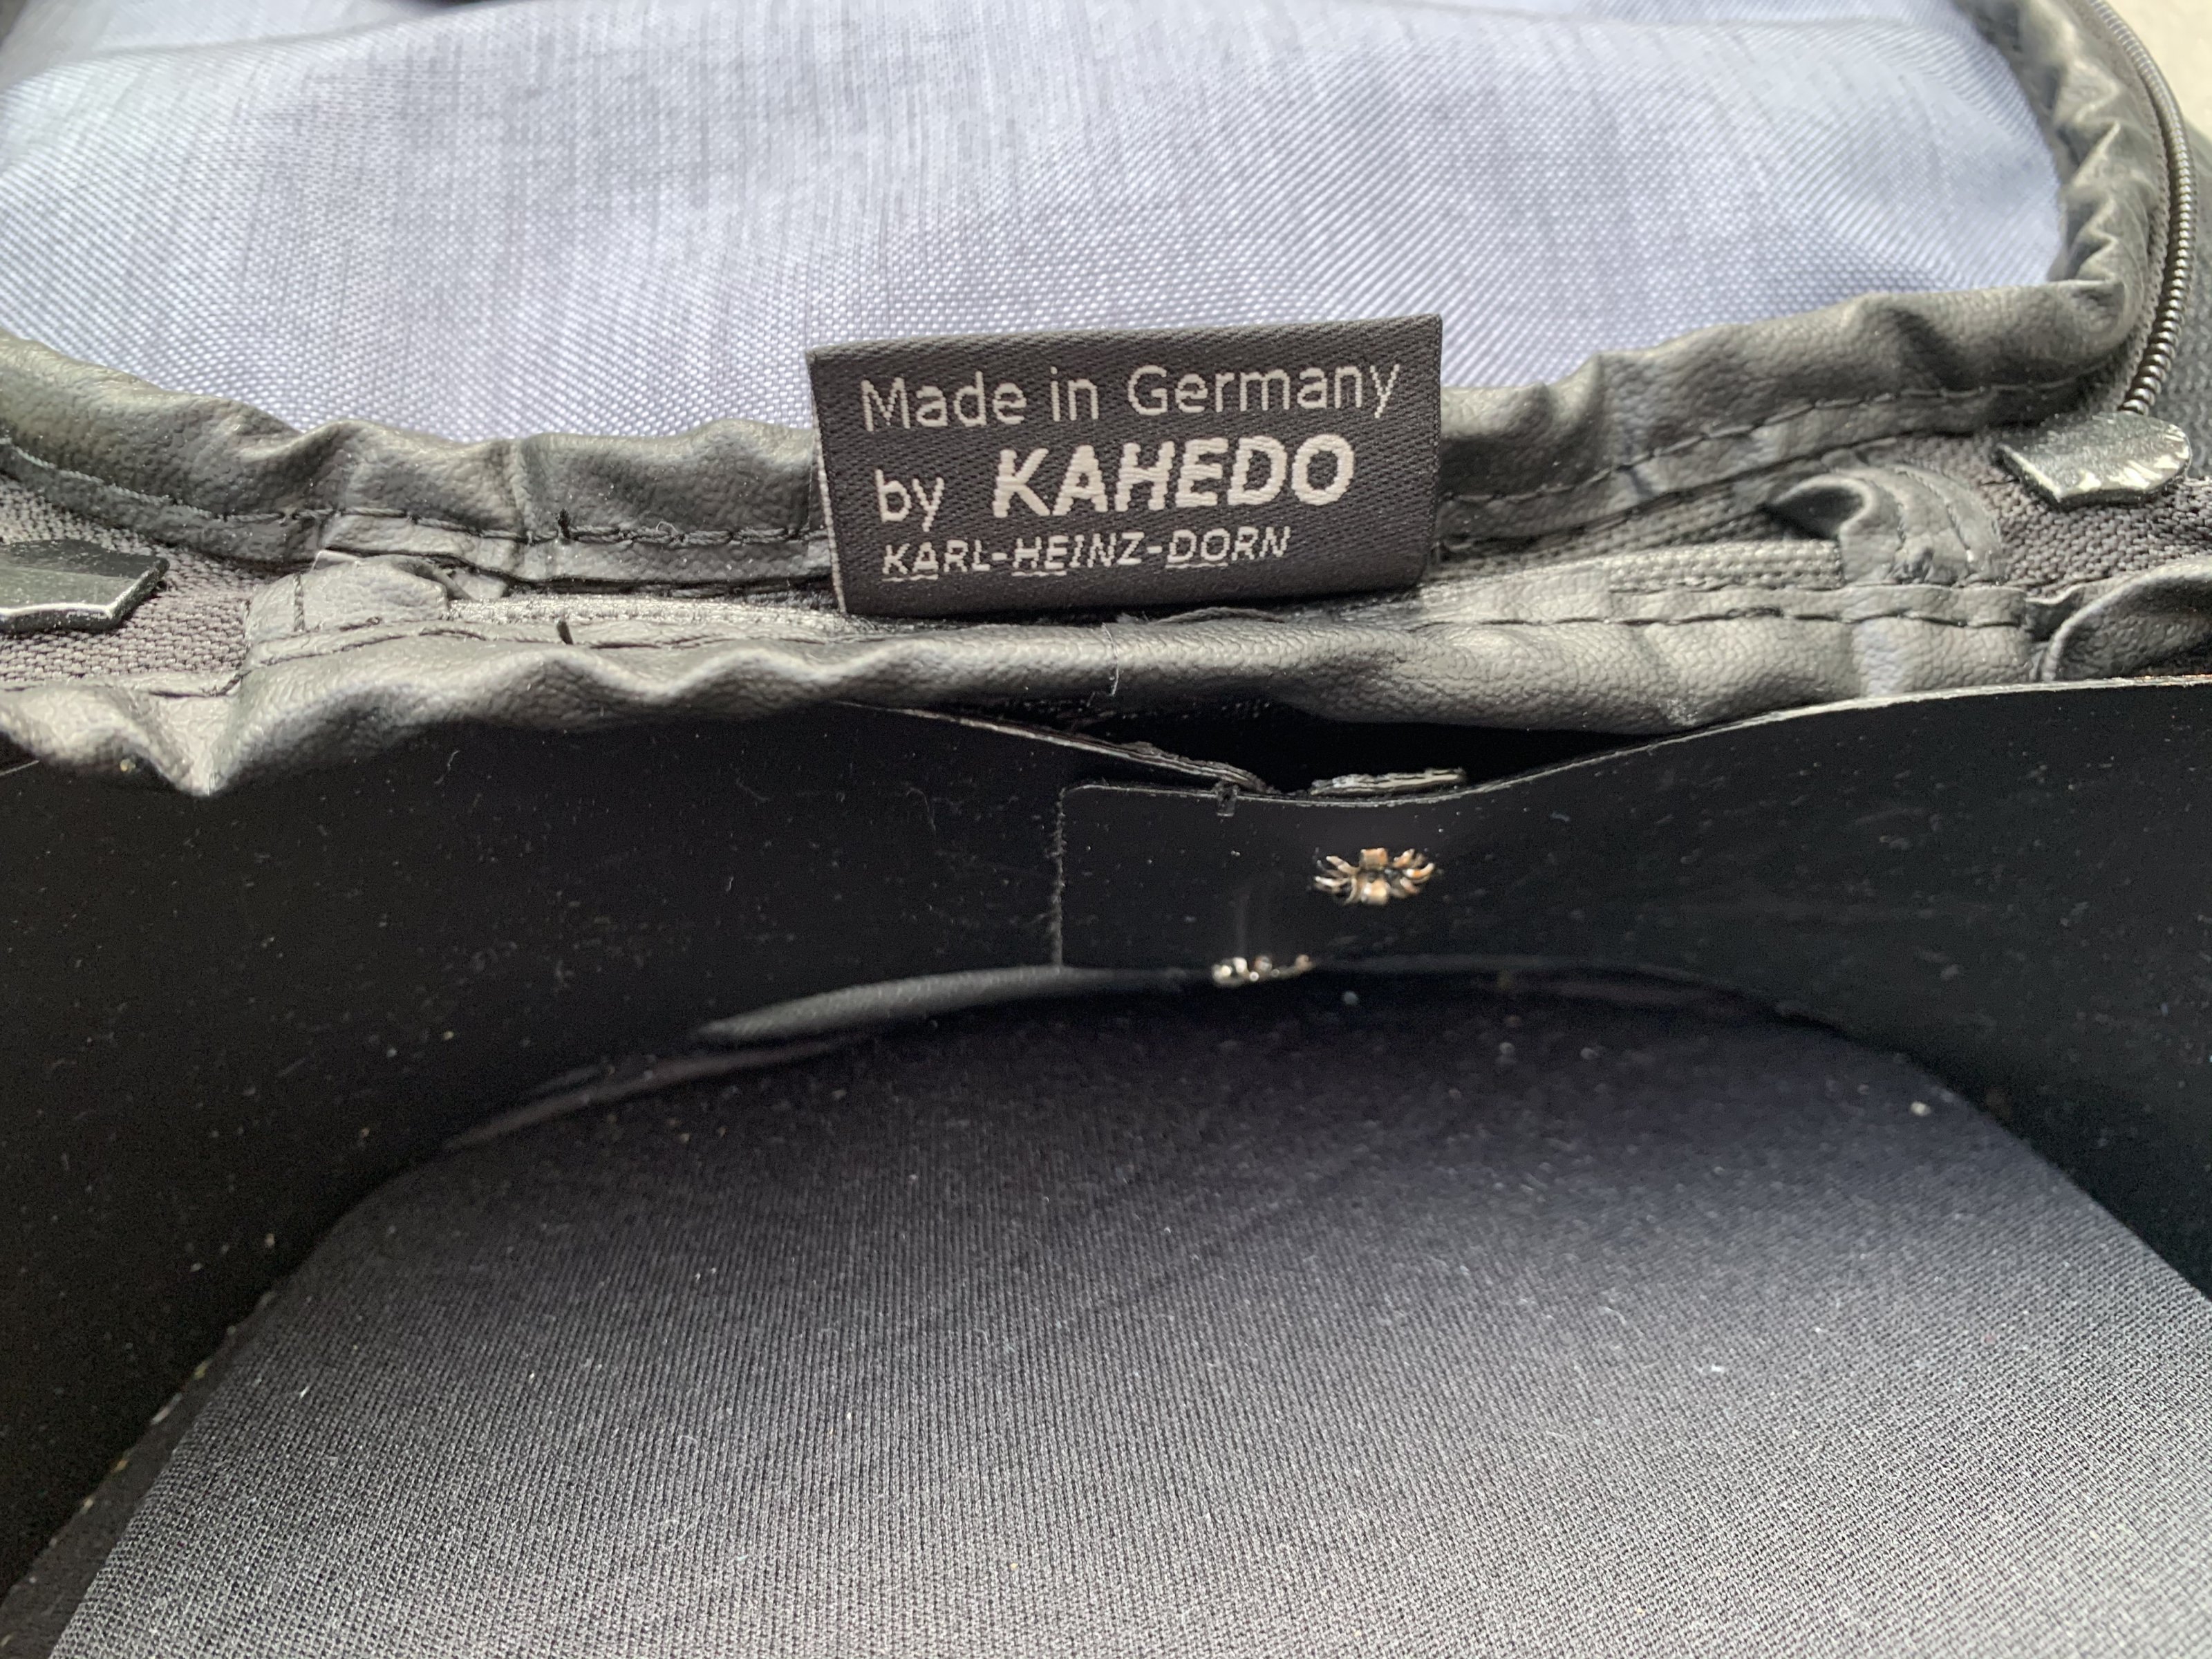 Made in Germany
by KAHEDO
KARL-HEINZ-DORN